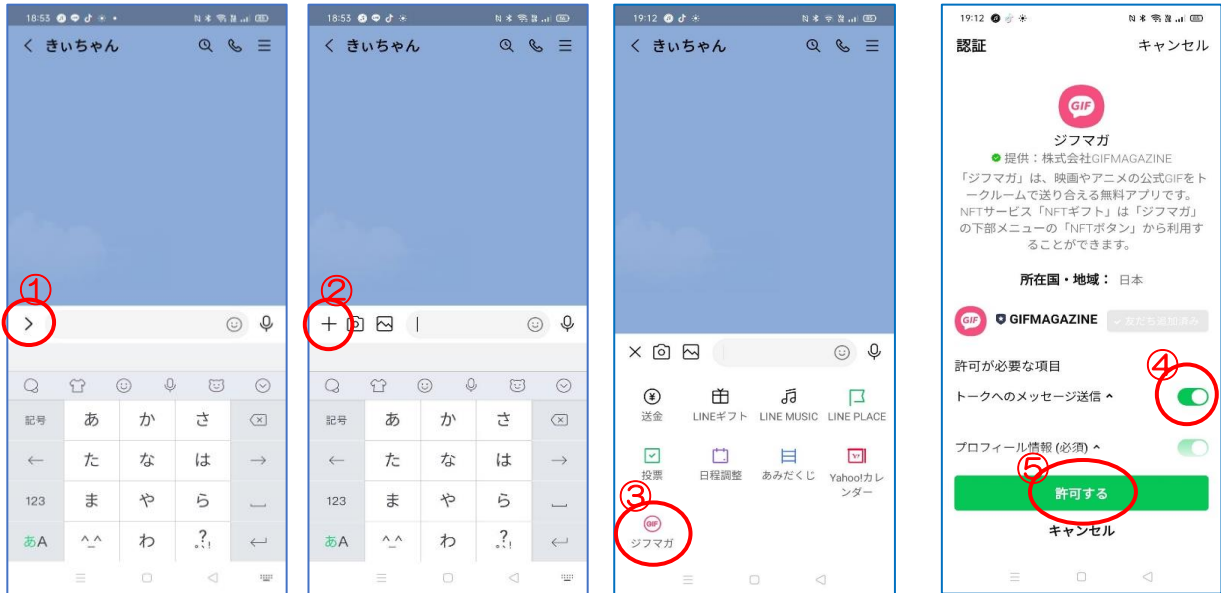 18:53
きいちゃん
①
記号
あ
か
さ
←
た
な
は
→
123
ま
や
ら
あA
^_^
わ
、。?!
18:53
きいちゃん
②
記号
あ
か
さ
←
た
な
は
→
123
ま
や
ら
あA
^_^
わ
、。?!
19:12
きいちゃん
送金
LINEギフト
LINE MUSIC
LINE PLACE
投票
日程調整
あみだくじ
Yahoo!カレ
ンダー
③
GIF
ジフマガ
19:12
認証
キャンセル
GIF
ジフマガ
提供：株式会社GIFMAGAZINE
「ジフマガ」は、映画やアニメの公式GIFをト
ークルームで送り合える無料アプリです。
NFTサービス「NFTギフト」は「ジフマガ」
の下部メニューの「NFTボタン」から利用す
ることができます。
所在国・地域： 日本
GIF
GIFMAGAZINE
友だち追加済み
許可が必要な項目
④
トークへのメッセージ送信
プロフィール情報 (必須)
⑤
許可する
キャンセル